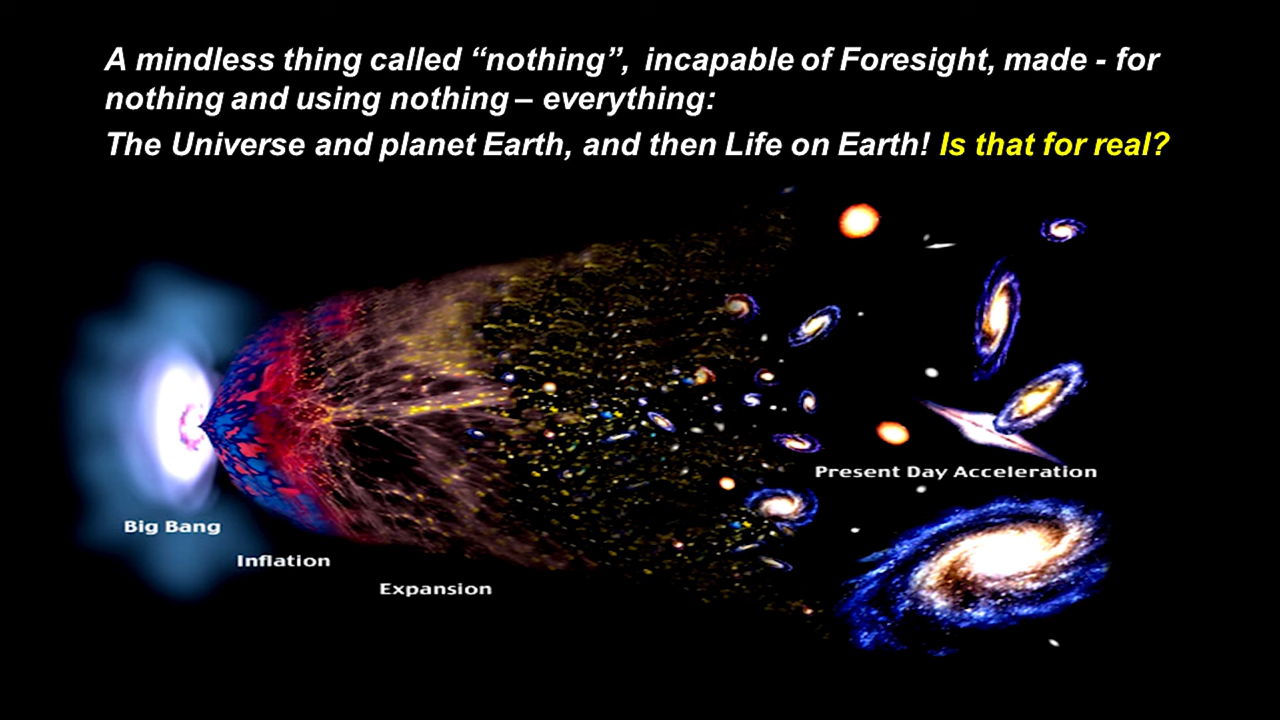 A mindless thing called “nothing”, incapable of Foresight, made - for
nothing and using nothing – everything:
The Universe and planet Earth, and then Life on Earth! Is that for real?
Present Day Acceleration
Big Bang
Inflation
Expansion